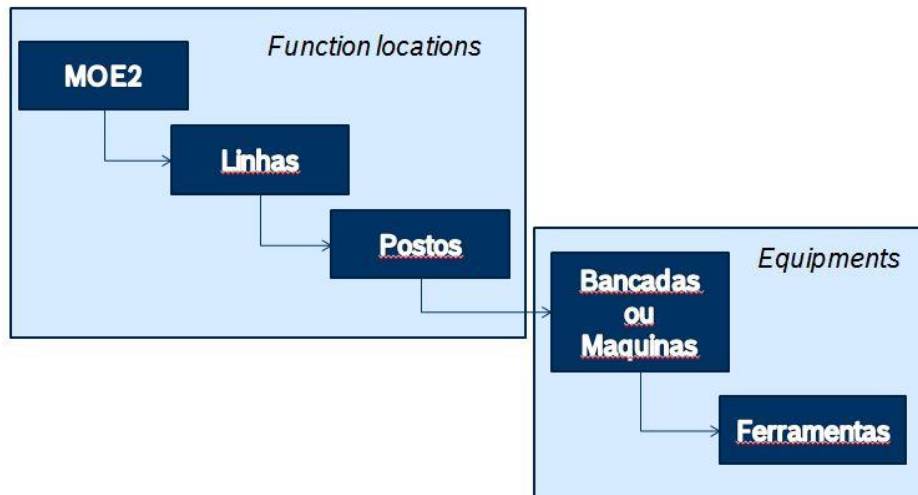 Function locations
MOE2
Linhas
Postos
Equipments
Bancadas
ou
Maquinas
Ferramentas